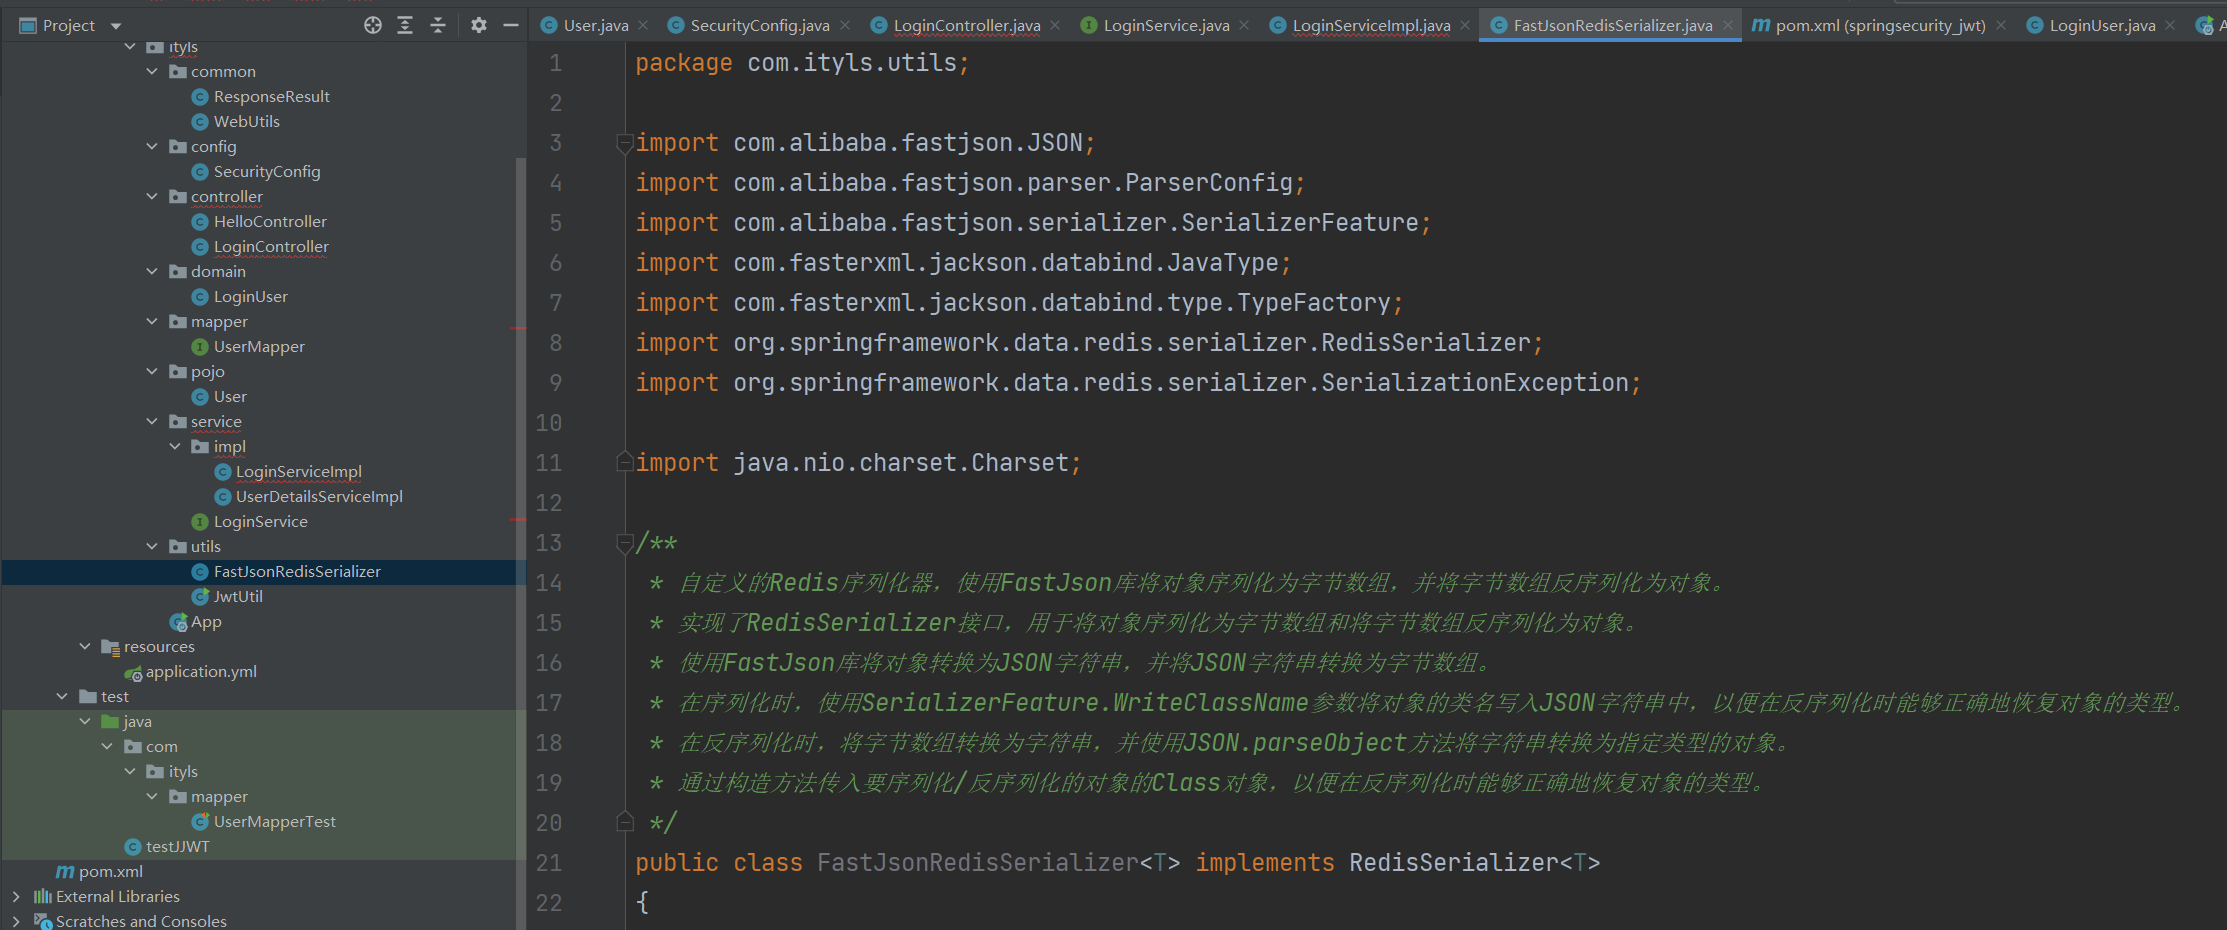 Project
User.java
SecurityConfig.java
LoginController.java
LoginService.java
LoginServiceImpl.java
FastJsonRedisSerializer.java
pom.xml (springsecurity_jwt)
LoginUser.java
ityls
common
ResponseResult
WebUtils
config
SecurityConfig
controller
HelloController
LoginController
domain
LoginUser
mapper
UserMapper
pojo
User
service
impl
LoginServiceImpl
UserDetailsServiceImpl
LoginService
utils
FastJsonRedisSerializer
JwtUtil
App
resources
application.yml
test
java
com
ityls
mapper
UserMapperTest
testJJWT
pom.xml
External Libraries
Scratches and Consoles
1 package com.ityls.utils;
2
3 import com.alibaba.fastjson.JSON;
4 import com.alibaba.fastjson.parser.ParserConfig;
5 import com.alibaba.fastjson.serializer.SerializerFeature;
6 import com.fasterxml.jackson.databind.JavaType;
7 import com.fasterxml.jackson.databind.type.TypeFactory;
8 import org.springframework.data.redis.serializer.RedisSerializer;
9 import org.springframework.data.redis.serializer.SerializationException;
10
11 import java.nio.charset.Charset;
12
13 /**
14 * 自定义的Redis序列化器，使用FastJson库将对象序列化为字节数组，并将字节数组反序列化为对象。
15 * 实现了RedisSerializer接口，用于将对象序列化为字节数组和将字节数组反序列化为对象。
16 * 使用FastJson库将对象转换为JSON字符串，并将JSON字符串转换为字节数组。
17 * 在序列化时，使用SerializerFeature.WriteClassName参数将对象的类名写入JSON字符串中，以便在反序列化时能够正确地恢复对象的类型。
18 * 在反序列化时，将字节数组转换为字符串，并使用JSON.parseObject方法将字符串转换为指定类型的对象。
19 * 通过构造方法传入要序列化/反序列化的对象的Class对象，以便在反序列化时能够正确地恢复对象的类型。
20 */
21 public class FastJsonRedisSerializer<T> implements RedisSerializer<T>
22 {